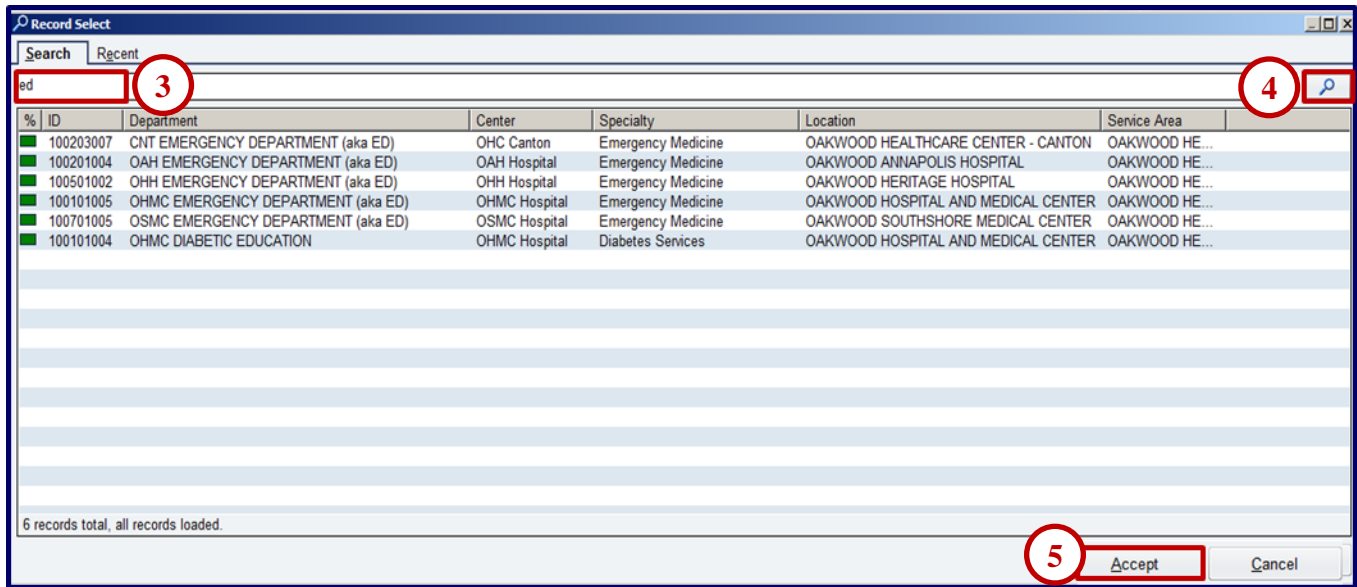 Record Select
Search Recent
ed 3 4
% ID Department Center Specialty Location Service Area
100203007 CNT EMERGENCY DEPARTMENT (aka ED) OHC Canton Emergency Medicine OAKWOOD HEALTHCARE CENTER - CANTON OAKWOOD HE...
100201004 OAH EMERGENCY DEPARTMENT (aka ED) OAH Hospital Emergency Medicine OAKWOOD ANNAPOLIS HOSPITAL OAKWOOD HE...
100501002 OHH EMERGENCY DEPARTMENT (aka ED) OHH Hospital Emergency Medicine OAKWOOD HERITAGE HOSPITAL OAKWOOD HE...
100101005 OHMC EMERGENCY DEPARTMENT (aka ED) OHMC Hospital Emergency Medicine OAKWOOD HOSPITAL AND MEDICAL CENTER OAKWOOD HE...
100701005 OSMC EMERGENCY DEPARTMENT (aka ED) OSMC Hospital Emergency Medicine OAKWOOD SOUTHSHORE MEDICAL CENTER OAKWOOD HE...
100101004 OHMC DIABETIC EDUCATION OHMC Hospital Diabetes Services OAKWOOD HOSPITAL AND MEDICAL CENTER OAKWOOD HE...
6 records total, all records loaded.
5 Accept Cancel